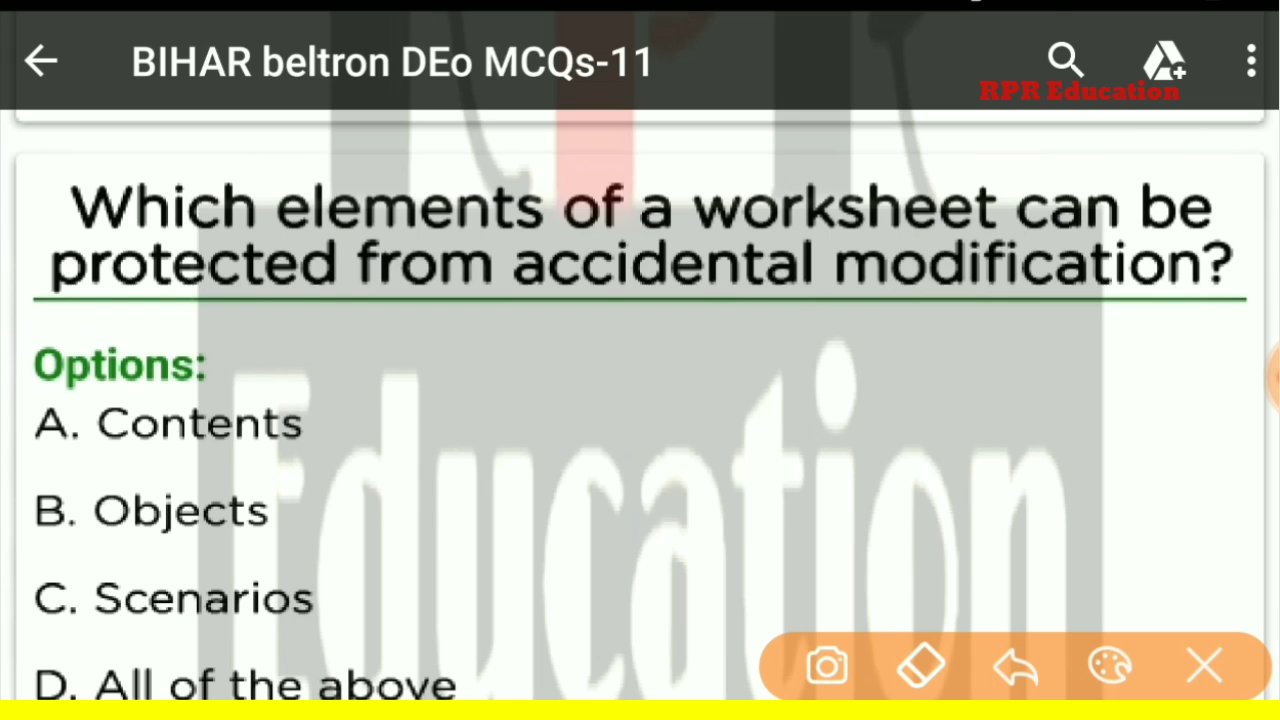 BIHAR beltron DEo MCQs-11
RPR Education
Which elements of a worksheet can be
protected from accidental modification?
Options:
A. Contents
B. Objects
C. Scenarios
D. All of the above
Education